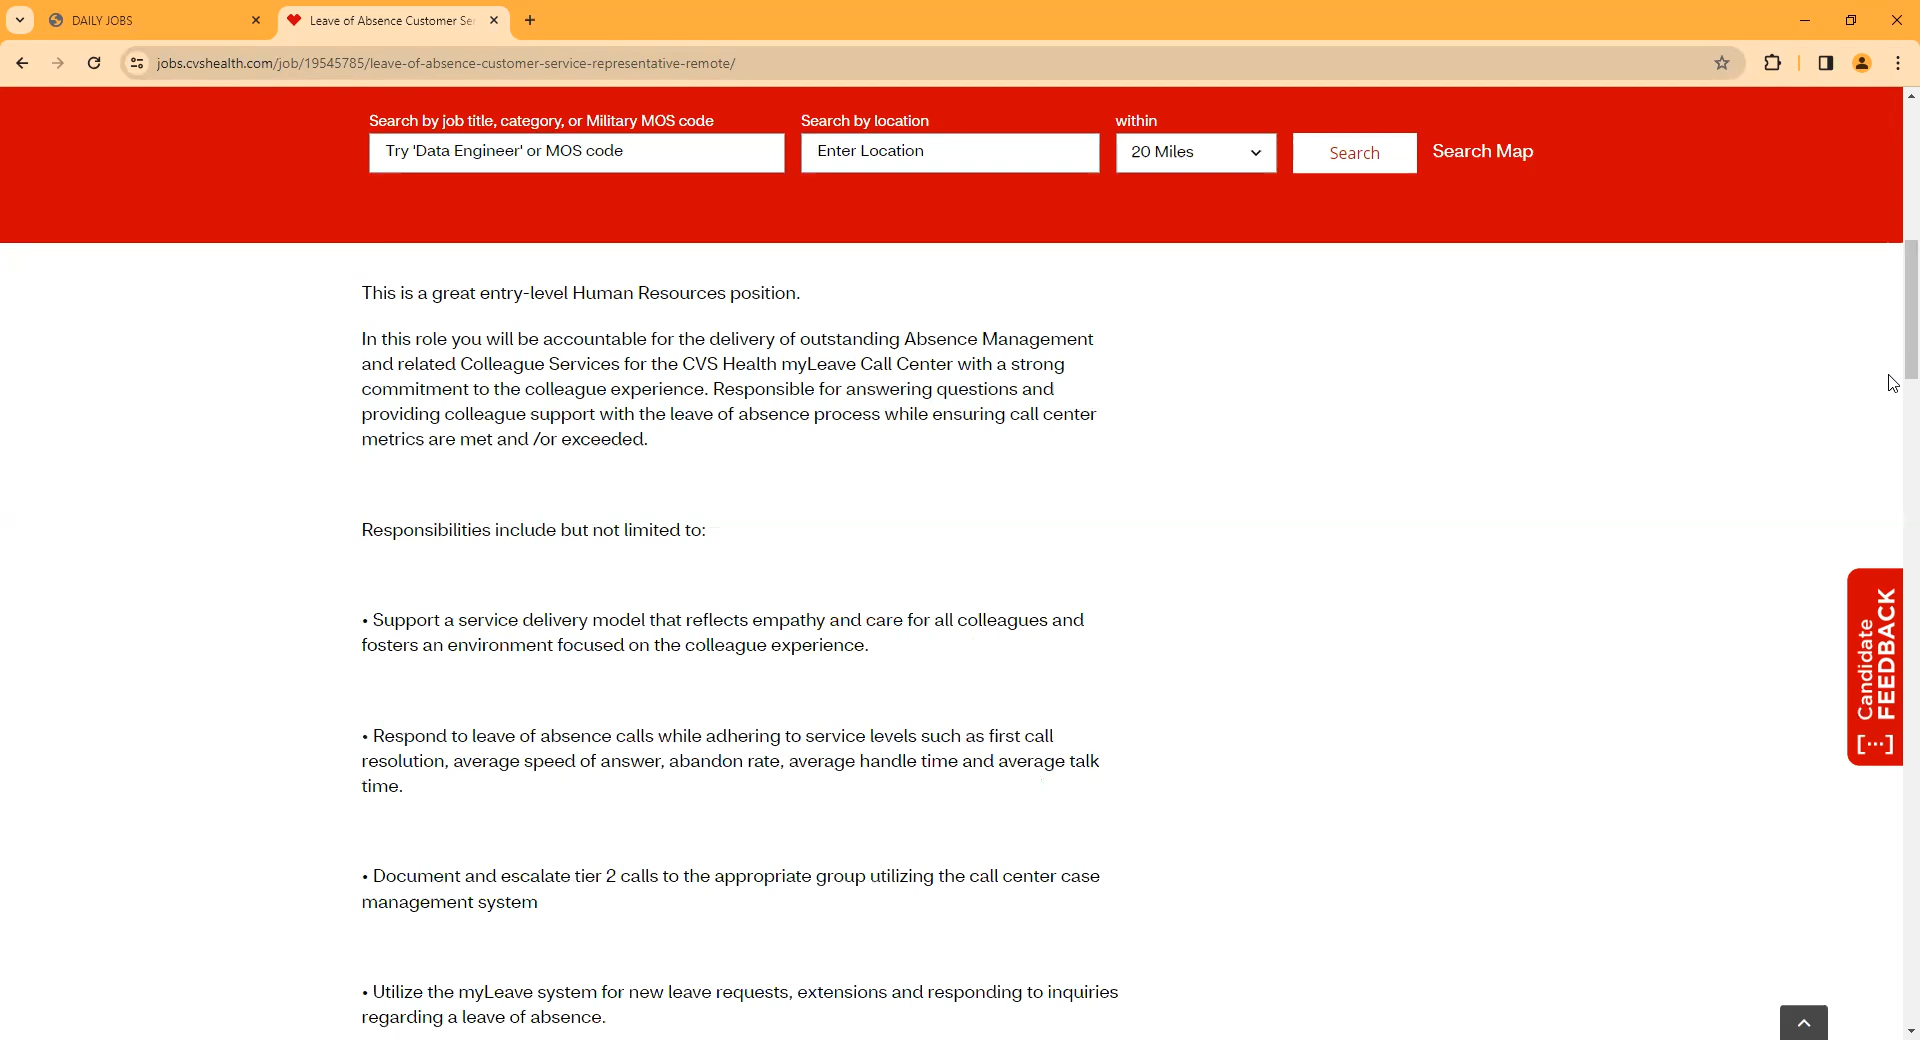 DAILY JOBS
Leave of Absence Customer Se
jobs.cvshealth.com/job/19545785/leave-of-absence-customer-service-representative-remote/
Search by job title, category, or Military MOS code
Search by location
within
Try 'Data Engineer' or MOS code
Enter Location
20 Miles
Search
Search Map
This is a great entry-level Human Resources position.
In this role you will be accountable for the delivery of outstanding Absence Management
and related Colleague Services for the CVS Health myLeave Call Center with a strong
commitment to the colleague experience. Responsible for answering questions and
providing colleague support with the leave of absence process while ensuring call center
metrics are met and /or exceeded.
Responsibilities include but not limited to:
• Support a service delivery model that reflects empathy and care for all colleagues and
fosters an environment focused on the colleague experience.
• Respond to leave of absence calls while adhering to service levels such as first call
resolution, average speed of answer, abandon rate, average handle time and average talk
time.
• Document and escalate tier 2 calls to the appropriate group utilizing the call center case
management system
• Utilize the myLeave system for new leave requests, extensions and responding to inquiries
regarding a leave of absence.
Candidate
FEEDBACK
[···]